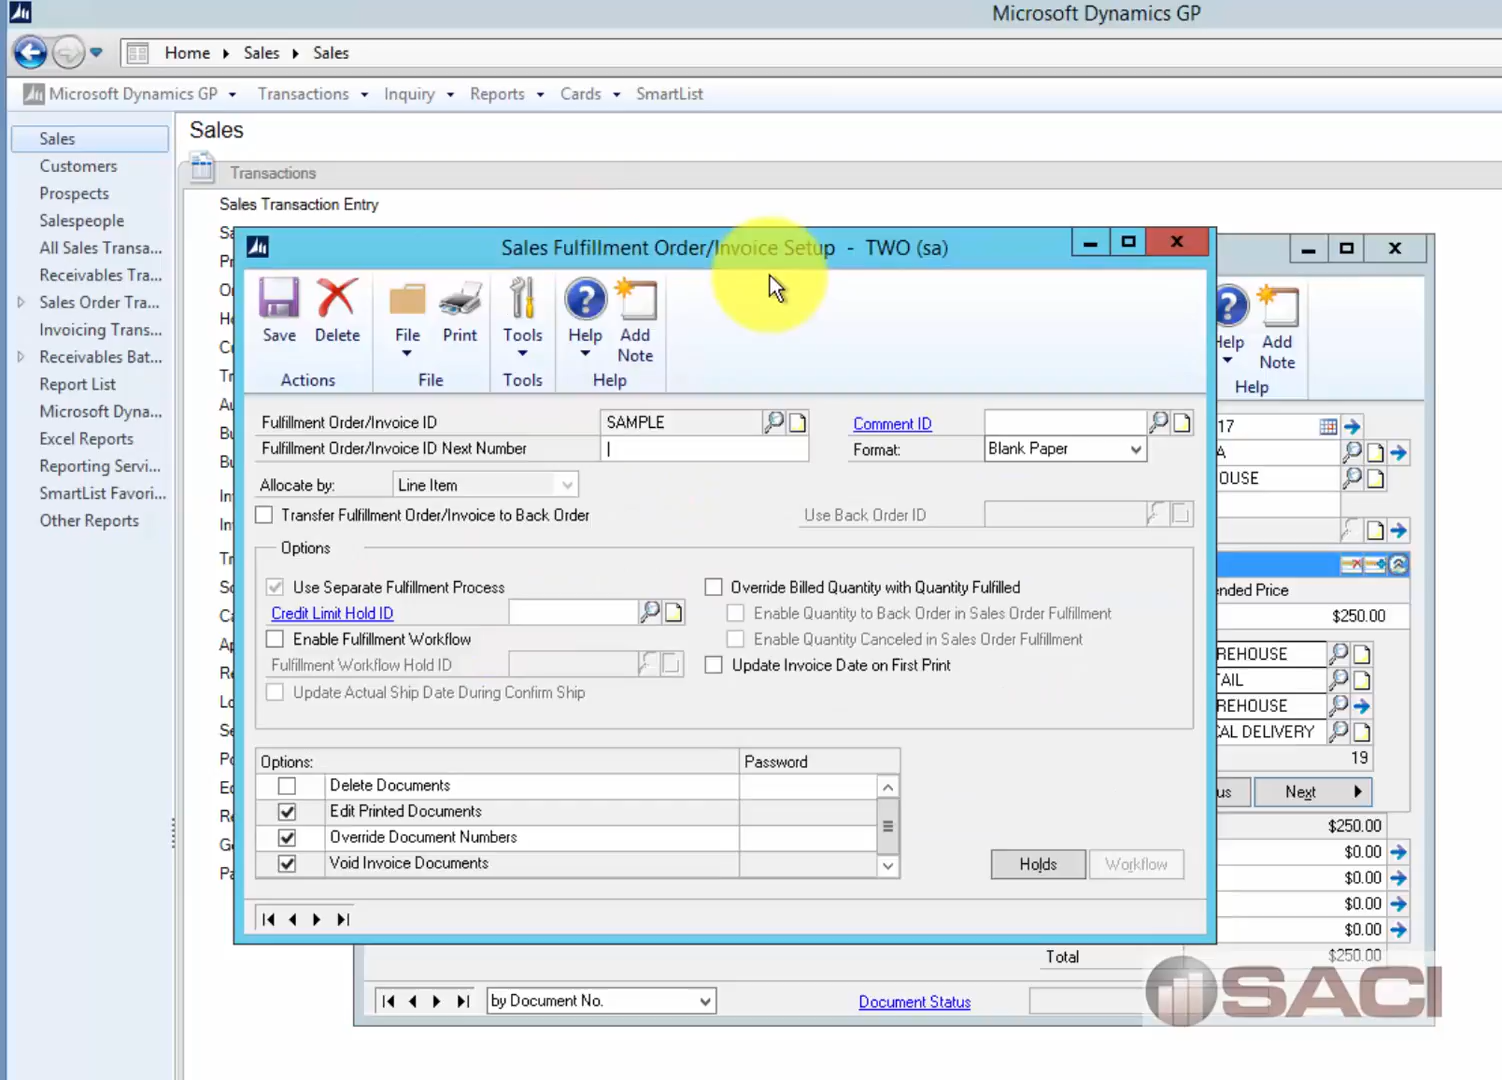 Microsoft Dynamics GP
Home Sales Sales
Microsoft Dynamics GP Transactions Inquiry Reports Cards SmartList
Sales
Customers
Prospects
Salespeople
All Sales Transa...
Receivables Tra...
Sales Order Tra...
Invoicing Trans...
Receivables Bat...
Report List
Microsoft Dyna...
Excel Reports
Reporting Servi...
SmartList Favori...
Other Reports
Sales
Transactions
Sales Transaction Entry
Sales Fulfillment Order/Invoice Setup - TWO (sa)
Save Delete File Print Tools Help Add Note
Actions File Tools Help
Fulfillment Order/Invoice ID SAMPLE Comment ID
Fulfillment Order/Invoice ID Next Number Format: Blank Paper
Allocate by: Line Item
Transfer Fulfillment Order/Invoice to Back Order Use Back Order ID
Options
Use Separate Fulfillment Process Override Billed Quantity with Quantity Fulfilled
Credit Limit Hold ID Enable Quantity to Back Order in Sales Order Fulfillment
Enable Fulfillment Workflow Enable Quantity Canceled in Sales Order Fulfillment
Fulfillment Workflow Hold ID Update Invoice Date on First Print
Update Actual Ship Date During Confirm Ship
Options: Password
Delete Documents
Edit Printed Documents
Override Document Numbers
Void Invoice Documents
Holds Workflow
Help Add Note
Help
17
A
OUSE
nded Price
$250.00
REHOUSE
TAIL
REHOUSE
CAL DELIVERY
19
us Next
$250.00
$0.00
$0.00
$0.00
$0.00
Total $250.00
by Document No. Document Status
SACI